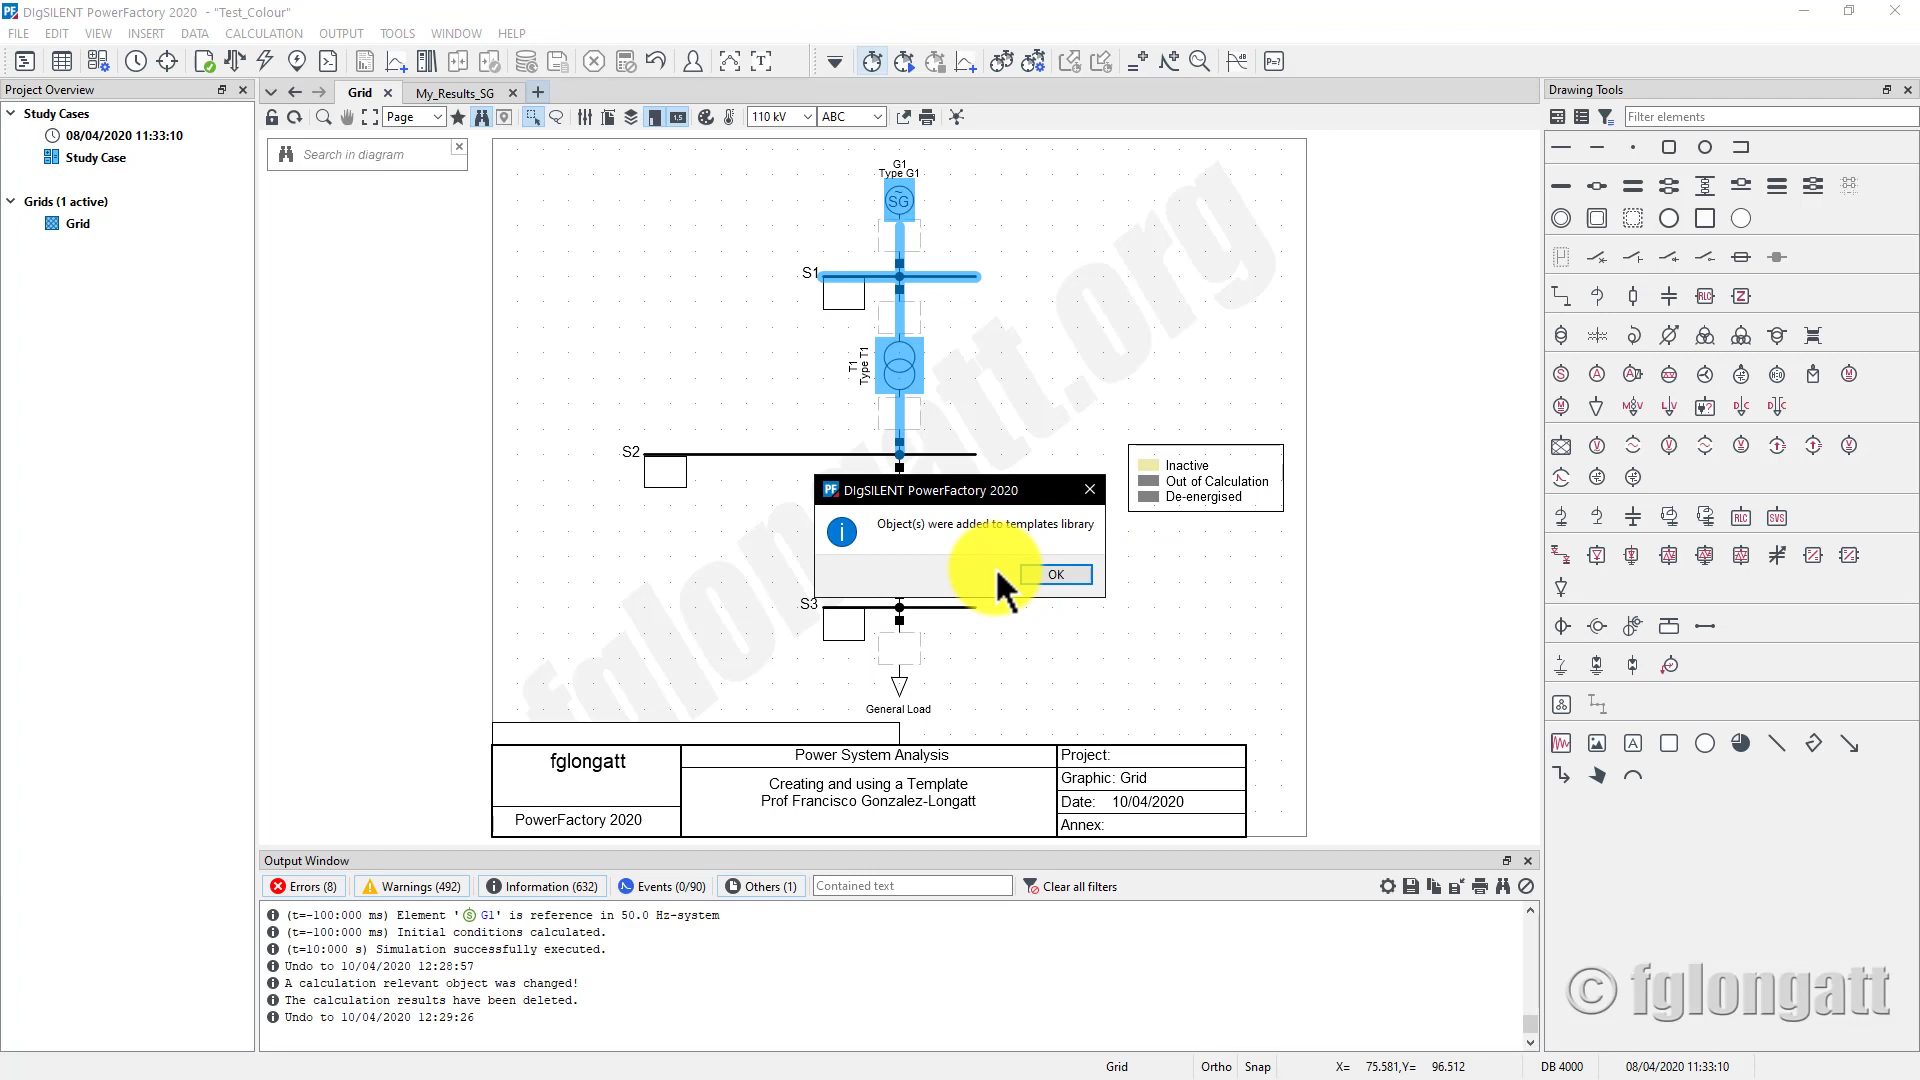 DIgSILENT PowerFactory 2020 - "Test_Colour"
FILE EDIT VIEW INSERT DATA CALCULATION OUTPUT TOOLS WINDOW HELP
Project Overview
Study Cases
08/04/2020 11:33:10
Study Case
Grids (1 active)
Grid
Grid My_Results_SG
Page 1.5 110 kV ABC
Search in diagram
G1
Type G1
SG
S1
T1
Type T1
S2
S3
General Load
Inactive
Out of Calculation
De-energised
DIgSILENT PowerFactory 2020
Object(s) were added to templates library
OK
fglongatt.org
fglongatt
PowerFactory 2020
Power System Analysis
Creating and using a Template
Prof Francisco Gonzalez-Longatt
Project:
Graphic: Grid
Date: 10/04/2020
Annex:
Drawing Tools
Filter elements
Output Window
Errors (8) Warnings (492) Information (632) Events (0/90) Others (1) Contained text Clear all filters
(t=-100:000 ms) Element 'G1' is reference in 50.0 Hz-system
(t=-100:000 ms) Initial conditions calculated.
(t=10:000 s) Simulation successfully executed.
Undo to 10/04/2020 12:28:57
A calculation relevant object was changed!
The calculation results have been deleted.
Undo to 10/04/2020 12:29:26
© fglongatt
Grid Ortho Snap X= 75.581,Y= 96.512 DB 4000 08/04/2020 11:33:10